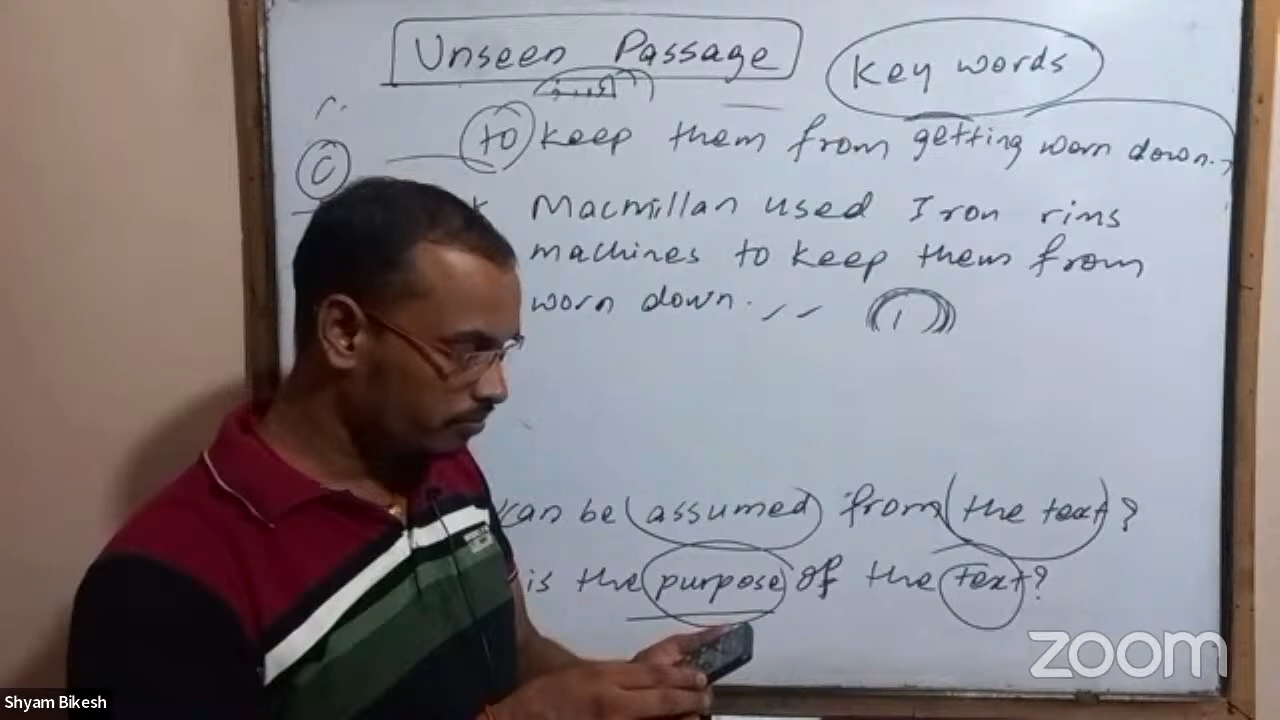 Unseen Passage
Key words
to keep them from getting worn down.
Macmillan used Iron rims
machines to keep them from
worn down.
can be assumed from the text?
is the purpose of the text?
zoom
Shyam Bikesh